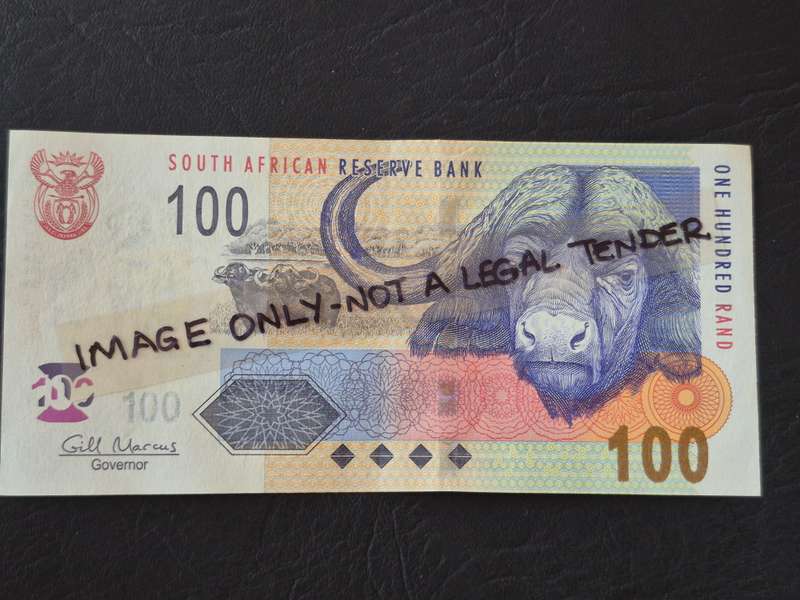 SOUTH AFRICAN RESERVE BANK
100
IMAGE ONLY-NOT A LEGAL TENDER
ONE HUNDRED RAND
100
100
Gill Marcus
Governor
100